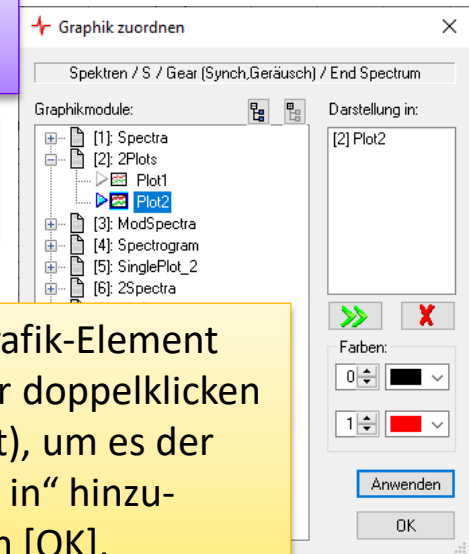 Graphik zuordnen
Spektren / S / Gear (Synch,Geräusch) / End Spectrum
Graphikmodule:
Darstellung in:
[1]: Spectra
[2] Plot2
[2]: 2Plots
Plot1
Plot2
[3]: ModSpectra
[4]: Spectrogram
[5]: SinglePlot_2
[6]: 2Spectra
Farben:
0
1
Anwenden
OK
rafik-Element
r doppelklicken
t), um es der
in“ hinzu-
n [OK].